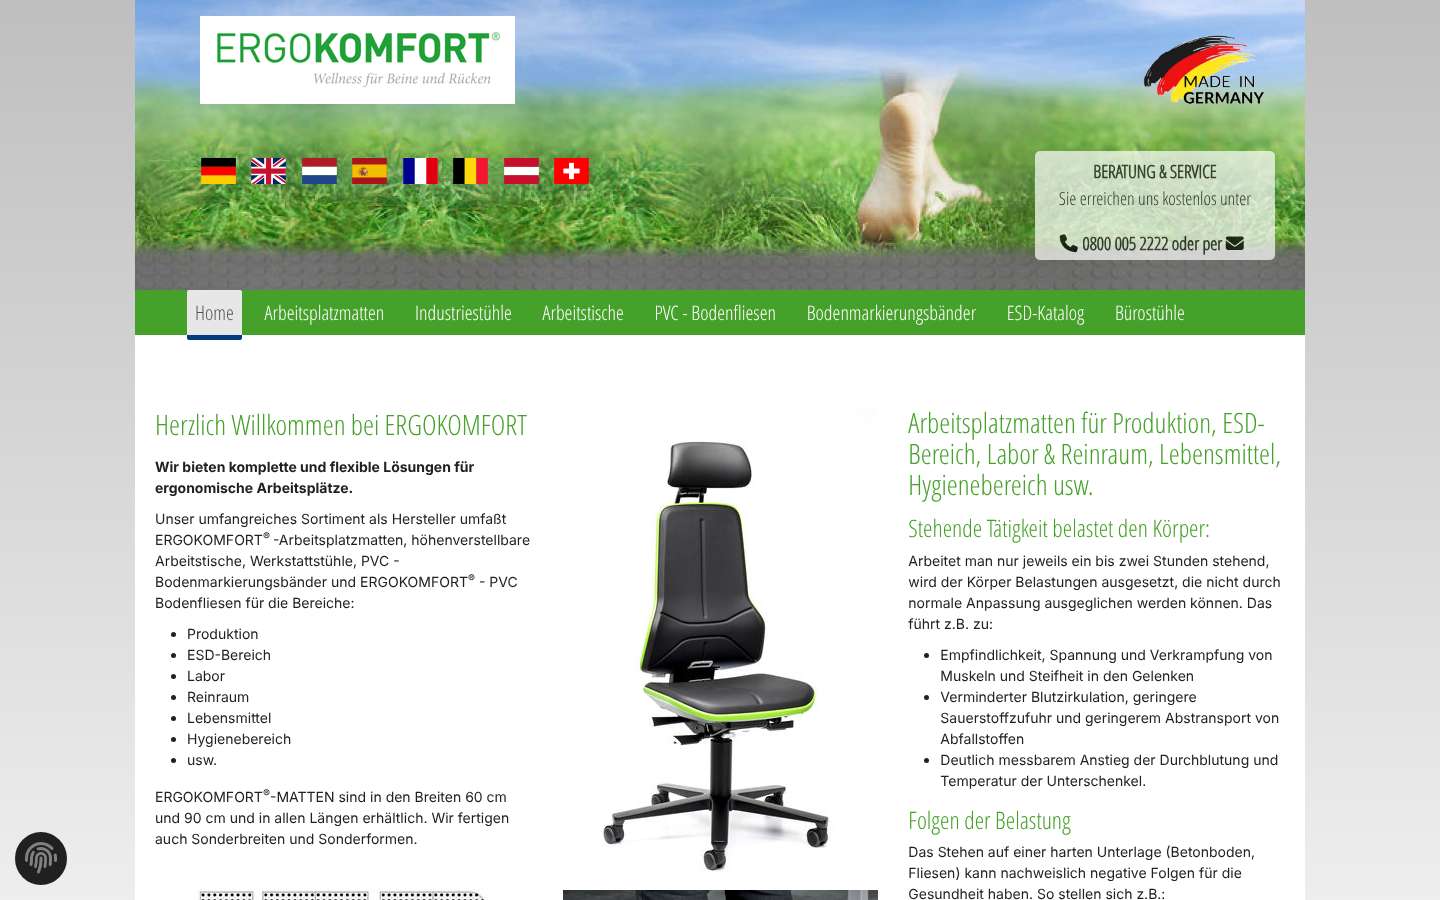 ERGOKOMFORT®
Wellness für Beine und Rücken
MADE IN
GERMANY
BERATUNG & SERVICE
Sie erreichen uns kostenlos unter
0800 005 2222 oder per
Home Arbeitsplatzmatten Industriestühle Arbeitstische PVC - Bodenfliesen Bodenmarkierungsbänder ESD-Katalog Bürostühle
Herzlich Willkommen bei ERGOKOMFORT
Wir bieten komplette und flexible Lösungen für
ergonomische Arbeitsplätze.
Unser umfangreiches Sortiment als Hersteller umfaßt
ERGOKOMFORT® -Arbeitsplatzmatten, höhenverstellbare
Arbeitstische, Werkstattstühle, PVC -
Bodenmarkierungsbänder und ERGOKOMFORT® - PVC
Bodenfliesen für die Bereiche:
Produktion
ESD-Bereich
Labor
Reinraum
Lebensmittel
Hygienebereich
usw.
ERGOKOMFORT®-MATTEN sind in den Breiten 60 cm
und 90 cm und in allen Längen erhältlich. Wir fertigen
auch Sonderbreiten und Sonderformen.
Arbeitsplatzmatten für Produktion, ESD-
Bereich, Labor & Reinraum, Lebensmittel,
Hygienebereich usw.
Stehende Tätigkeit belastet den Körper:
Arbeitet man nur jeweils ein bis zwei Stunden stehend,
wird der Körper Belastungen ausgesetzt, die nicht durch
normale Anpassung ausgeglichen werden können. Das
führt z.B. zu:
Empfindlichkeit, Spannung und Verkrampfung von
Muskeln und Steifheit in den Gelenken
Verminderter Blutzirkulation, geringere
Sauerstoffzufuhr und geringerem Abstransport von
Abfallstoffen
Deutlich messbarem Anstieg der Durchblutung und
Temperatur der Unterschenkel.
Folgen der Belastung
Das Stehen auf einer harten Unterlage (Betonboden,
Fliesen) kann nachweislich negative Folgen für die
Gesundheit haben. So stellen sich z.B.: